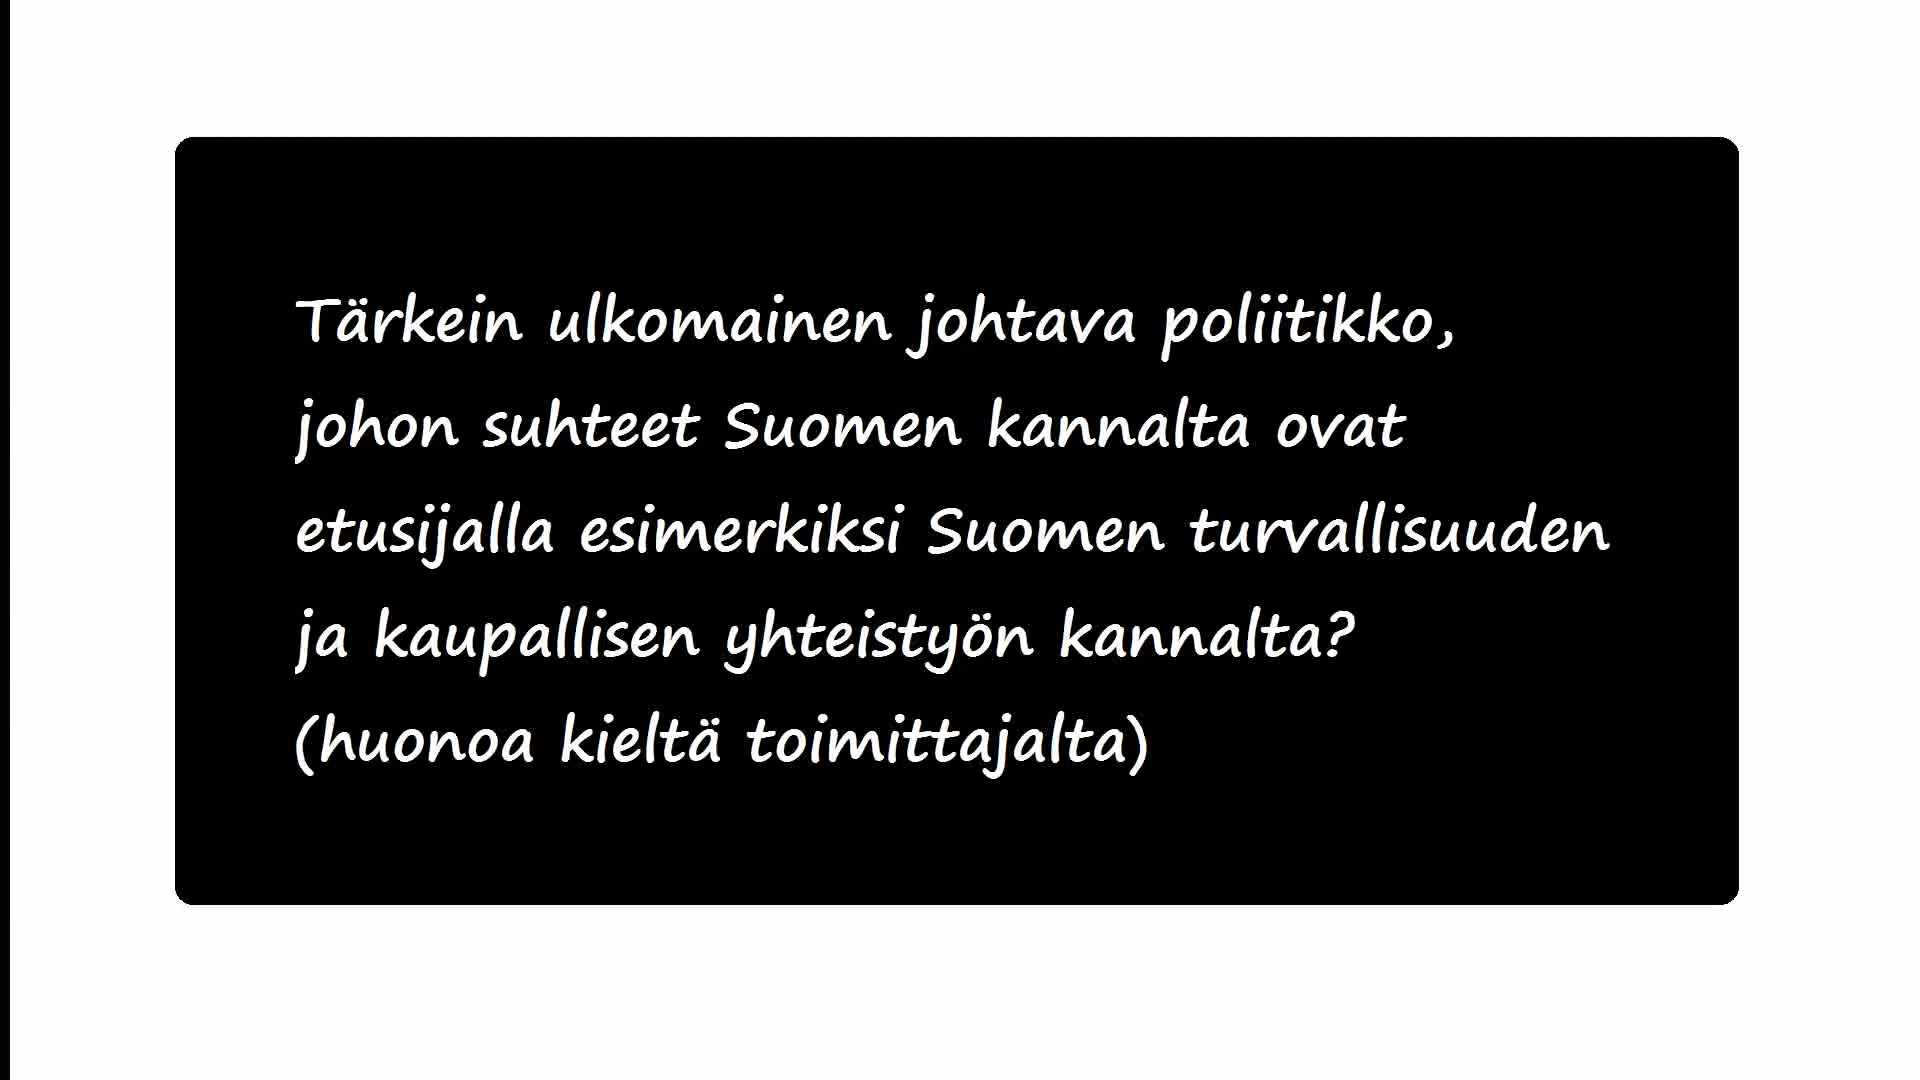 Tärkein ulkomainen johtava poliitikko,
johon suhteet Suomen kannalta ovat
etusijalla esimerkiksi Suomen turvallisuuden
ja kaupallisen yhteistyön kannalta?
(huonoa kieltä toimittajalta)